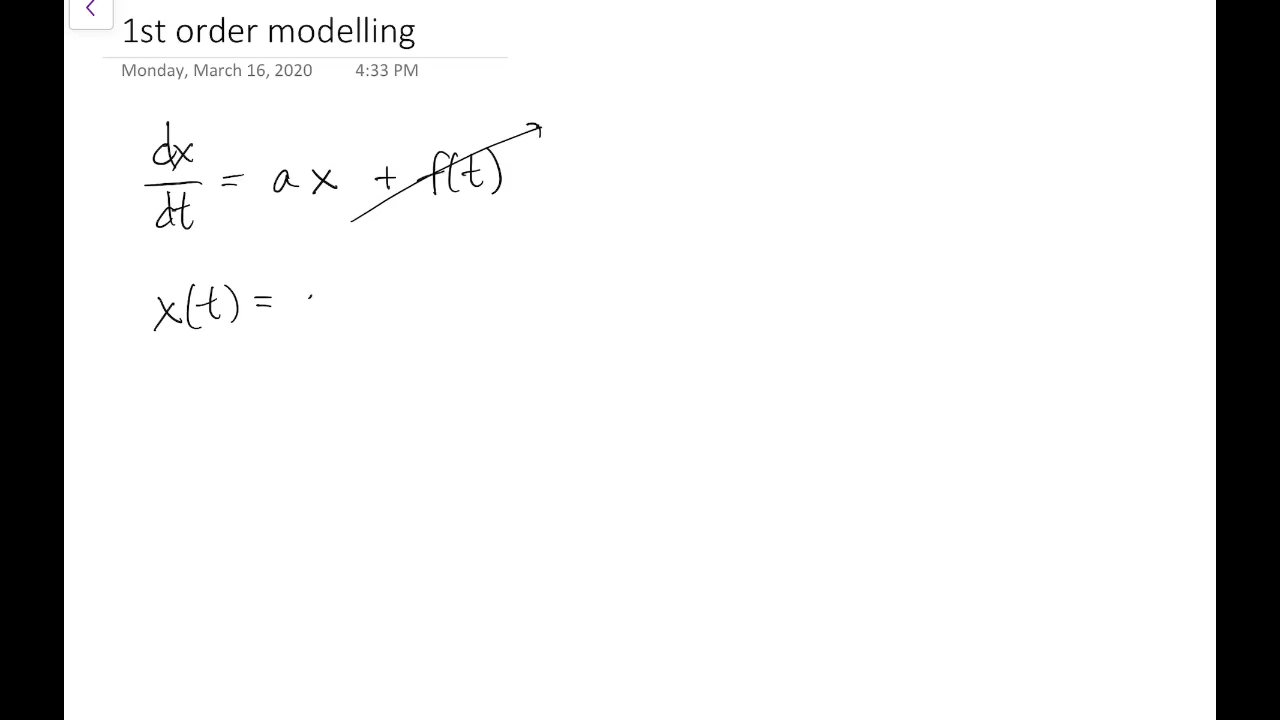 1st order modelling
Monday, March 16, 2020 4:33 PM
dx/dt = ax + f(t)
x(t) =